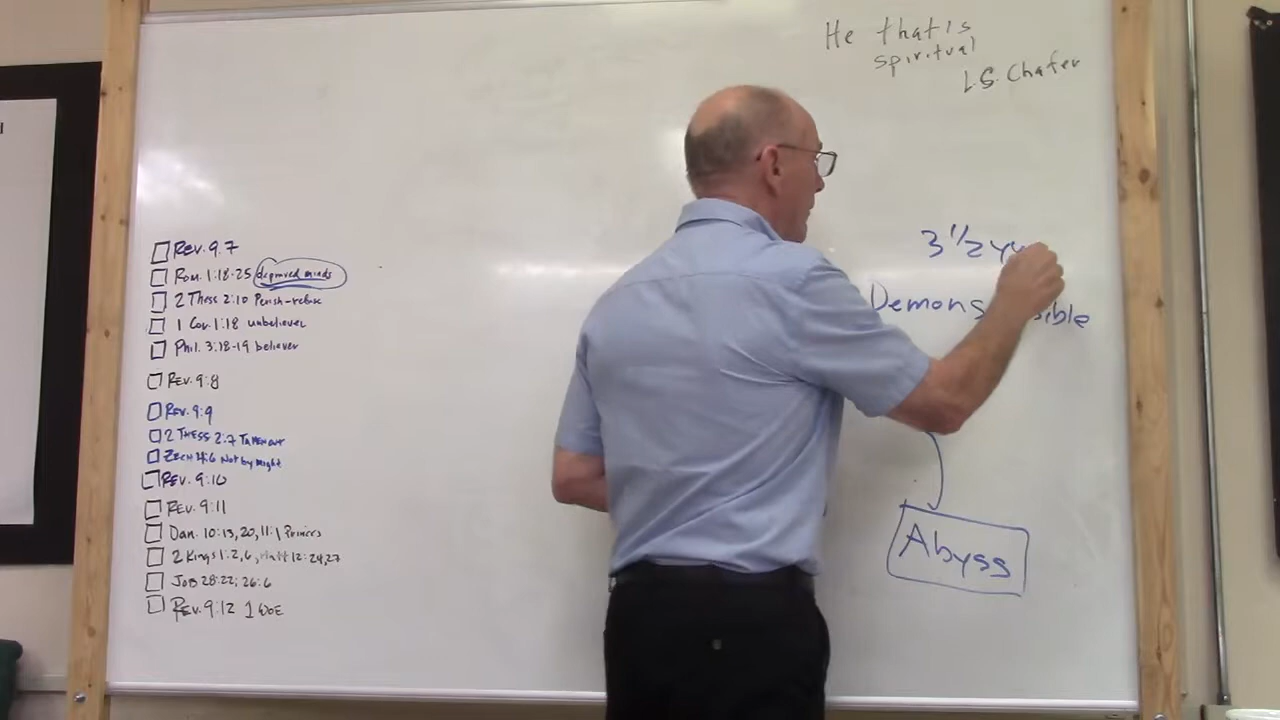 He that is
spiritual
L.S. Chafer
REV. 9:7
Rom. 1:18-25 depraved minds
2 Thess 2:10 Perish-refuse
1 Cor. 1:18 unbeliever
Phil. 3:18-19 believer
REV. 9:8
REV. 9:9
2 THESS 2:7 TAKEN OUT
ZECH 4:6 Not by might
REV. 9:10
REV. 9:11
Dan. 10:13, 20, 11:1 Princes
2 Kings 1:2,6, Matt 12:24,27
JOB 28:22; 26:6
REV. 9:12 1 WOE
3 1/2 
Demons
Abyss